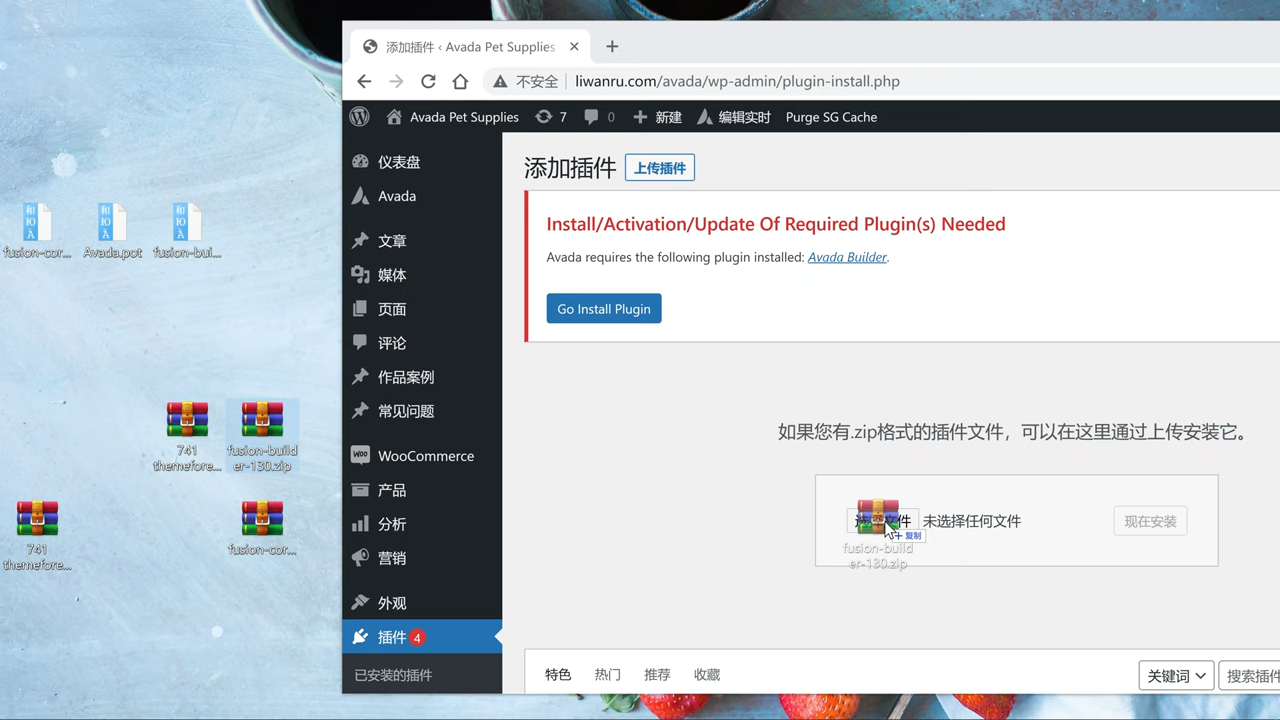 添加插件 ‹ Avada Pet Supplies
不安全
liwanru.com/avada/wp-admin/plugin-install.php
Avada Pet Supplies
7
0
新建
编辑实时
Purge SG Cache
仪表盘
Avada
文章
媒体
页面
评论
作品案例
常见问题
WooCommerce
产品
分析
营销
外观
插件 4
已安装的插件
添加插件
上传插件
Install/Activation/Update Of Required Plugin(s) Needed
Avada requires the following plugin installed: Avada Builder.
Go Install Plugin
如果您有.zip格式的插件文件，可以在这里通过上传安装它。
文件 未选择任何文件
现在安装
复制
fusion-build
er-130.zip
特色
热门
推荐
收藏
关键词
搜索插件
fusion-cor...
Avada.pot
fusion-bui...
741
themefore...
fusion-build
er-130.zip
741
themefore...
fusion-cor...